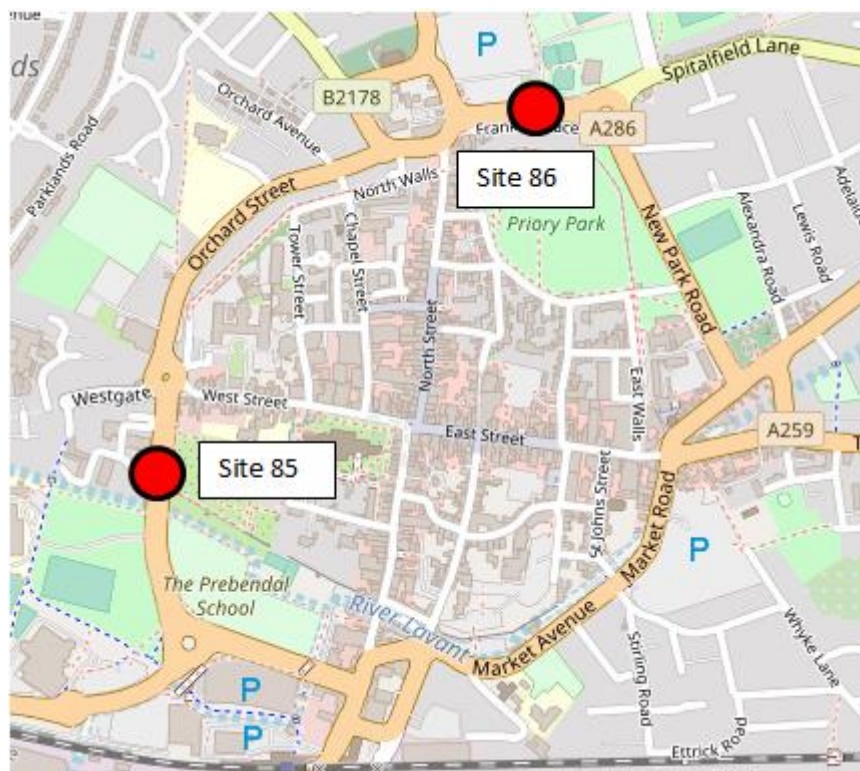 ds
P
Spitalfield Lane
B2178
Orchard Avenue
Parklands Road
A286
Site 86
North Walls
Priory Park
Orchard Street
Chapel Street
Tower Street
New Park Road
Alexandra Road
Lewis Road
North Street
East Walls
Westgate
West Street
East Street
A259
Site 85
St Johns Street
Market Road
P
The Prebendal
School
River Lavant
Market Avenue
Stirling Road
Whyke Lane
P
P
Ettrick Road